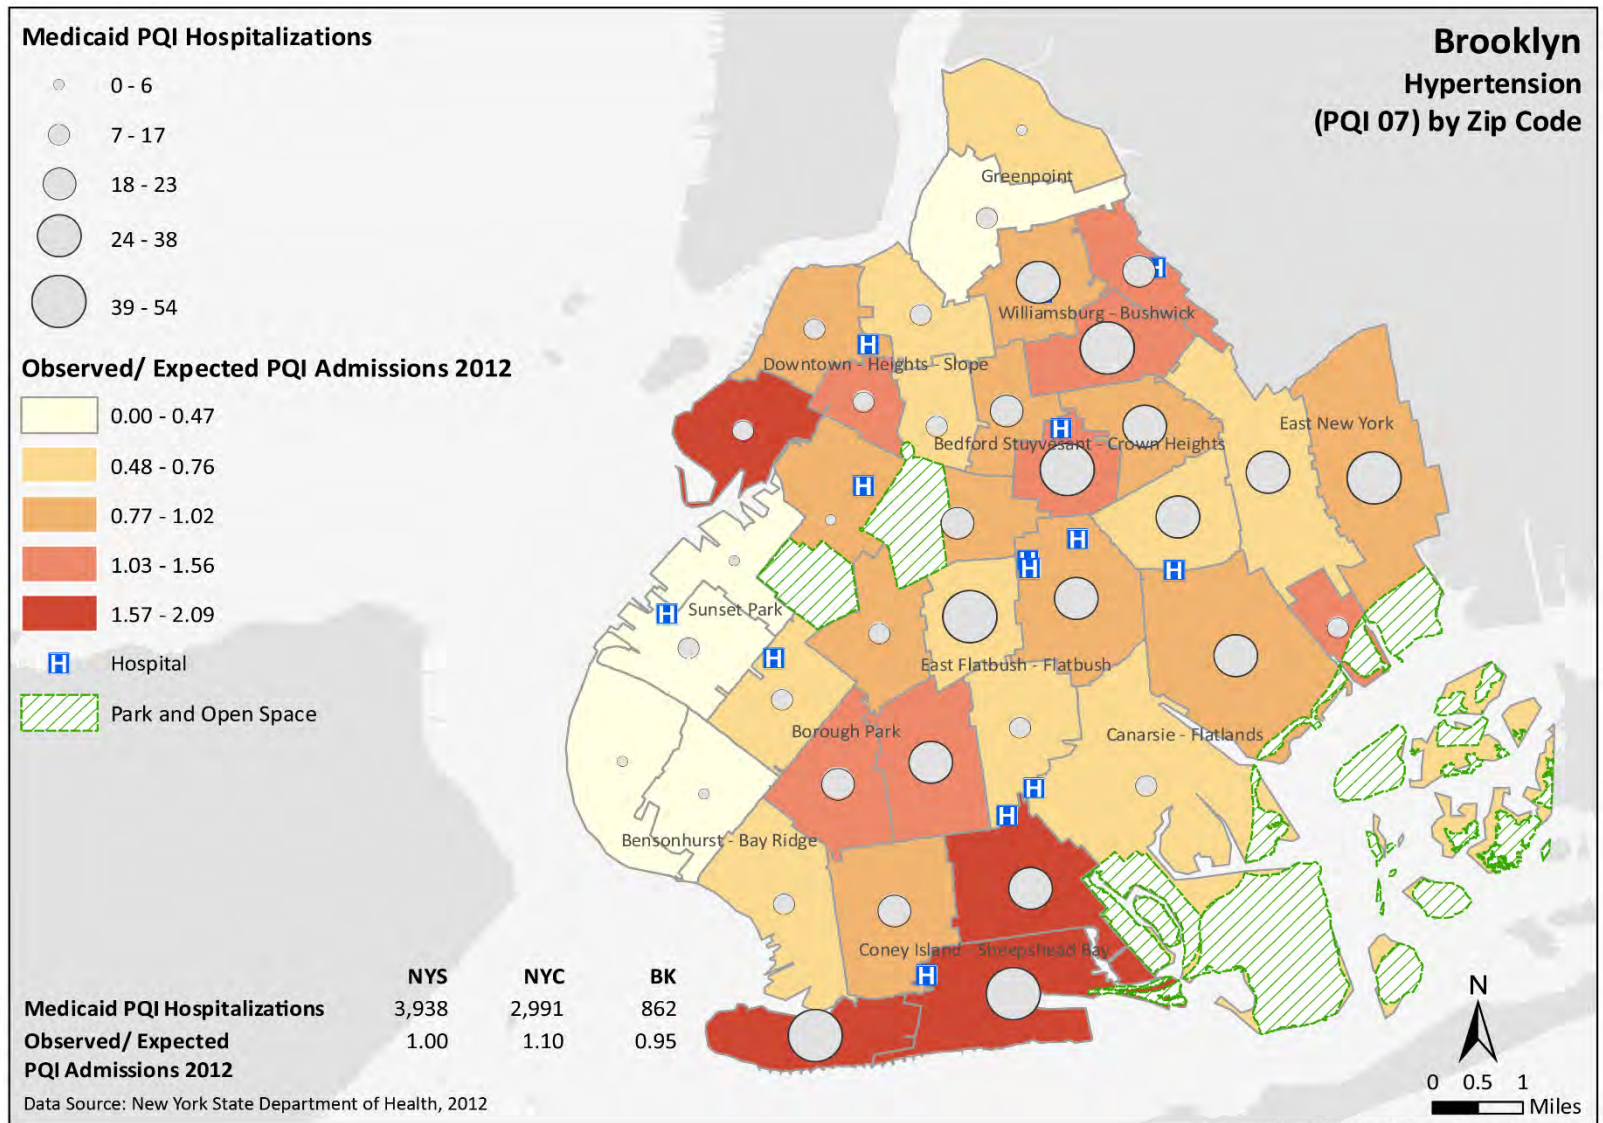 Medicaid PQI Hospitalizations
0 - 6
7 - 17
18 - 23
24 - 38
39 - 54
Observed/ Expected PQI Admissions 2012
0.00 - 0.47
0.48 - 0.76
0.77 - 1.02
1.03 - 1.56
1.57 - 2.09
H Hospital
Park and Open Space
Brooklyn
Hypertension
(PQI 07) by Zip Code
Greenpoint
H
Williamsburg - Bushwick
H
Downtown - Heights - Slope
East New York
H
Bedford Stuyvesant - Crown Heights
H
H
H
H
H
H
Sunset Park
H
East Flatbush - Flatbush
Borough Park
Canarsie - Flatlands
H
H
Bensonhurst - Bay Ridge
Coney Island - Sheepshead Bay
H
NYS NYC BK
Medicaid PQI Hospitalizations 3,938 2,991 862
Observed/ Expected 1.00 1.10 0.95
PQI Admissions 2012
Data Source: New York State Department of Health, 2012
N
0 0.5 1
Miles